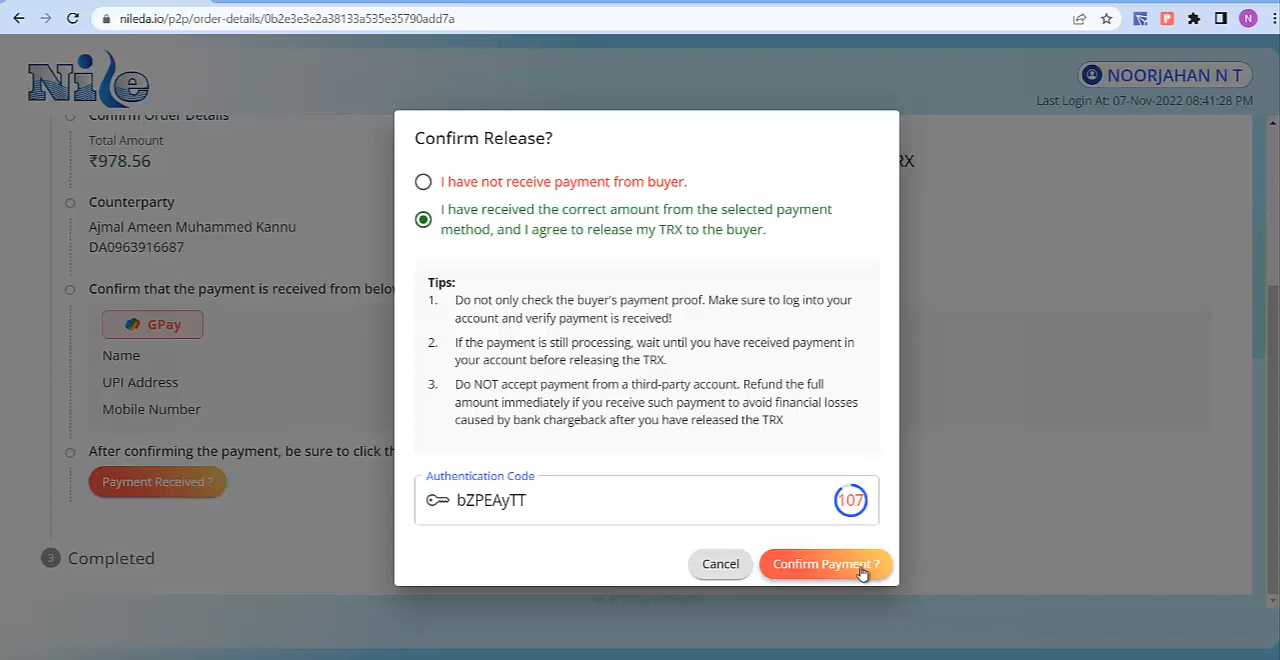 nileda.io/p2p/order-details/0b2e3e3e2a38133a535e35790add7a
N
Nile
NOORJAHAN N T
Last Login At: 07-Nov-2022 08:41:28 PM
Confirm Order Details
Total Amount
₹978.56
RX
Counterparty
Ajmal Ameen Muhammed Kannu
DA0963916687
Confirm that the payment is received from belo
GPay
Name
UPI Address
Mobile Number
After confirming the payment, be sure to click th
Payment Received ?
3 Completed
Confirm Release?
I have not receive payment from buyer.
I have received the correct amount from the selected payment
method, and I agree to release my TRX to the buyer.
Tips:
1. Do not only check the buyer's payment proof. Make sure to log into your
account and verify payment is received!
2. If the payment is still processing, wait until you have received payment in
your account before releasing the TRX.
3. Do NOT accept payment from a third-party account. Refund the full
amount immediately if you receive such payment to avoid financial losses
caused by bank chargeback after you have released the TRX
Authentication Code
bZPEAyTT
107
Cancel
Confirm Payment ?